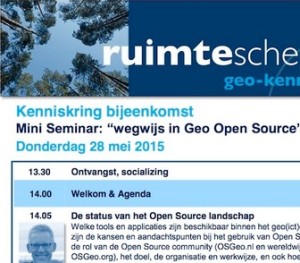 ruimtesche
geo-kenn
Kenniskring bijeenkomst
Mini Seminar: “wegwijs in Geo Open Source”
Donderdag 28 mei 2015
13.30 Ontvangst, socializing
14.00 Welkom & Agenda
14.05 De status van het Open Source landschap
Welke tools en applicaties zijn beschikbaar binnen het geo(ict)
zijn de kansen en aandachtspunten bij het gebruik van Open S
de rol van de Open Source community (OSGeo.nl en wereldwij
OSGeo.org), het doel, de organisatie en werkwijze, en ook hoe